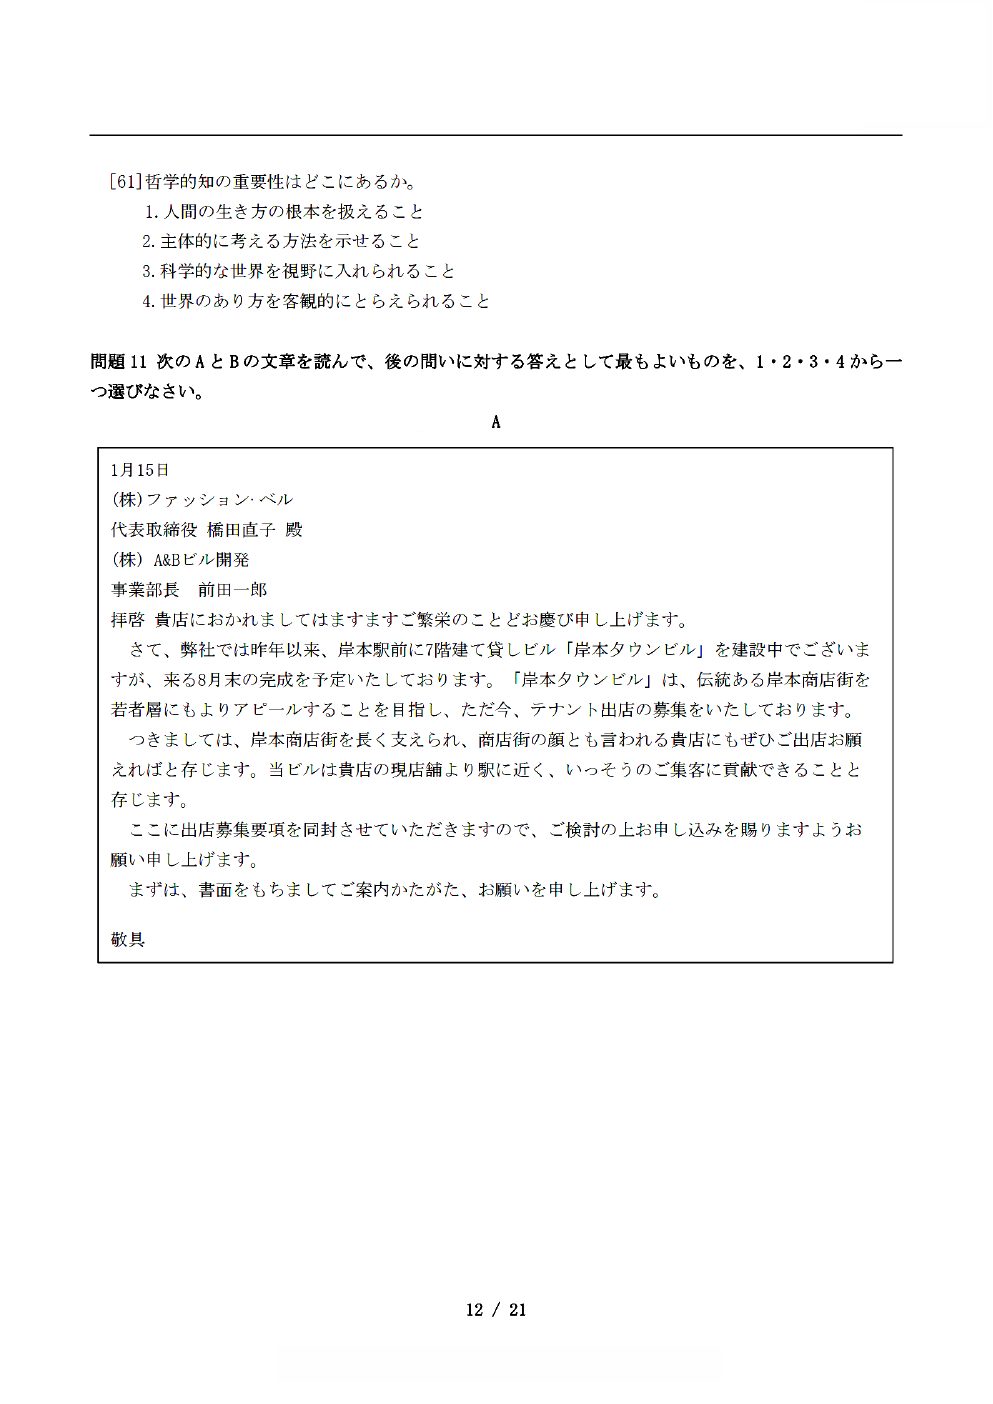 [61]哲学的知の重要性はどこにあるか。
1.人間の生き方の根本を扱えること
2.主体的に考える方法を示せること
3.科学的な世界を視野に入れられること
4.世界のあり方を客観的にとらえられること
問題 11 次の A と B の文章を読んで、後の問いに対する答えとして最もよいものを、1・2・3・4 から一
つ選びなさい。
A
1月15日
(株)ファッション·ベル
代表取締役 橋田直子 殿
(株) A&Bビル開発
事業部長　前田一郎
拝啓 貴店におかれましてはますますご繁栄のことどお慶び申し上げます。
さて、弊社では昨年以来、岸本駅前に7階建て貸しビル「岸本タウンビル」を建設中でございま
すが、来る8月末の完成を予定いたしております。「岸本タウンビル」は、伝統ある岸本商店街を
若者層にもよりアピールすることを目指し、ただ今、テナント出店の募集をいたしております。
つきましては、岸本商店街を長く支えられ、商店街の顔とも言われる貴店にもぜひご出店お願
えればと存じます。当ビルは貴店の現店舗より駅に近く、いっそうのご集客に貢献できることと
存じます。
ここに出店募集要項を同封させていただきますので、ご検討の上お申し込みを賜りますようお
願い申し上げます。
まずは、書面をもちましてご案内かたがた、お願いを申し上げます。
敬具
12 / 21